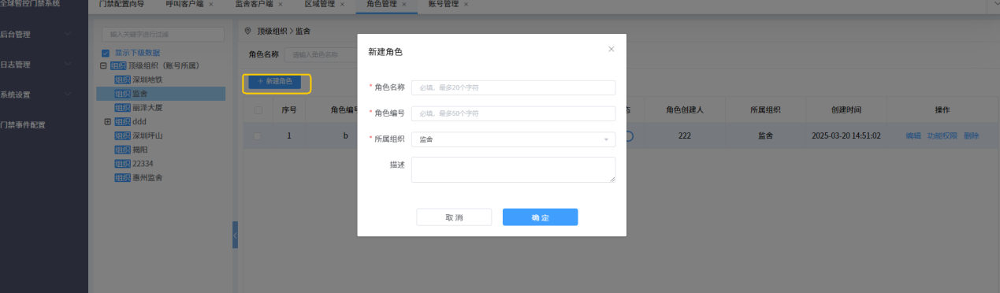 全球智控门禁系统
门禁配置向导 呼叫客户端 × 监舍客户端 × 区域管理 × 角色管理 × 账号管理 ×
后台管理
日志管理
系统设置
门禁事件配置
输入关键字进行过滤
显示下级数据
组织 顶级组织（账号所属）
组织 深圳地铁
组织 监舍
组织 丽泽大厦
组织 ddd
组织 深圳坪山
组织 揭阳
组织 22334
组织 惠州监舍
顶级组织 > 监舍
角色名称 请输入角色名称
+ 新建角色
序号 角色编号 态 角色创建人 所属组织 创建时间 操作
1 b 222 监舍 2025-03-20 14:51:02 编辑 功能权限 删除
新建角色 ×
* 角色名称 必填，最多20个字符
* 角色编号 必填，最多50个字符
* 所属组织 监舍
描述
取消 确定